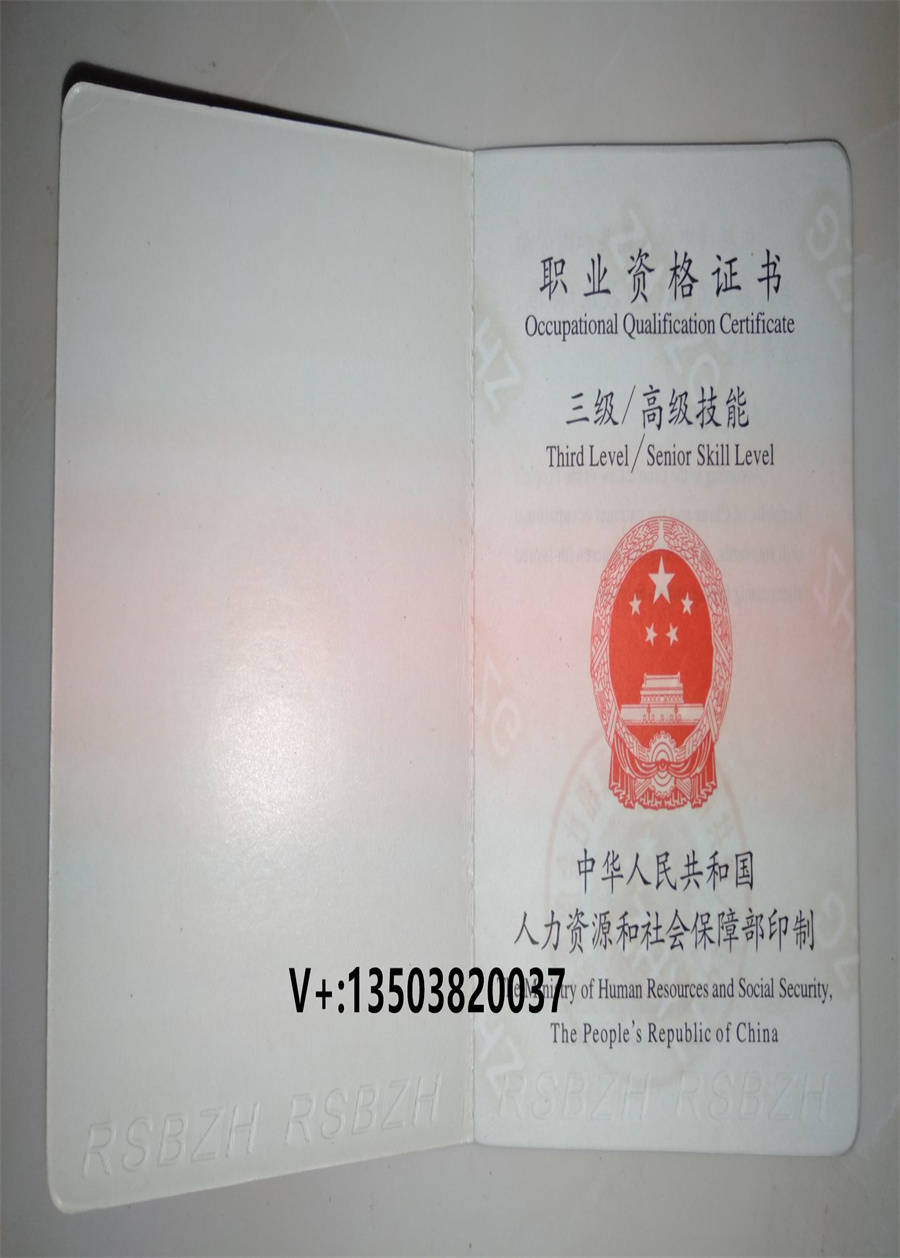 职业资格证书
Occupational Qualification Certificate
三级/高级技能
Third Level/Senior Skill Level
中华人民共和国
人力资源和社会保障部印制
The Ministry of Human Resources and Social Security,
The People's Republic of China
V+:13503820037
RSBZH RSBZH RSBZH RSBZH